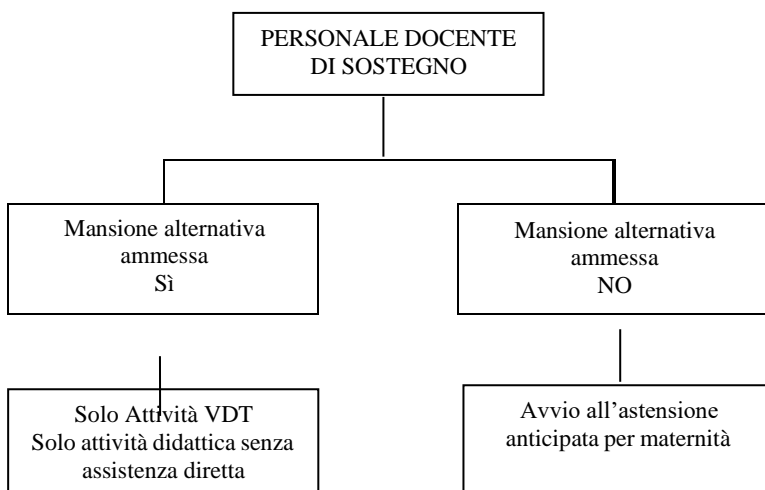 PERSONALE DOCENTE
DI SOSTEGNO
Mansione alternativa
ammessa
Sì
Mansione alternativa
ammessa
NO
Solo Attività VDT
Solo attività didattica senza
assistenza diretta
Avvio all’astensione
anticipata per maternità